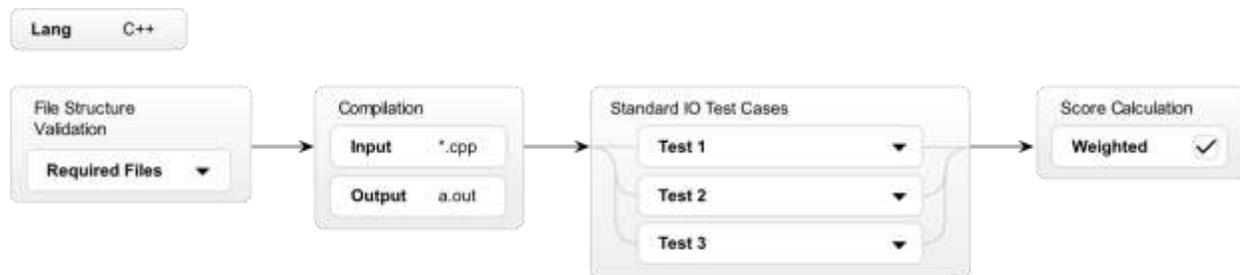 Lang C++
File Structure
Validation
Required Files
Compilation
Input *.cpp
Output a.out
Standard IO Test Cases
Test 1
Test 2
Test 3
Score Calculation
Weighted